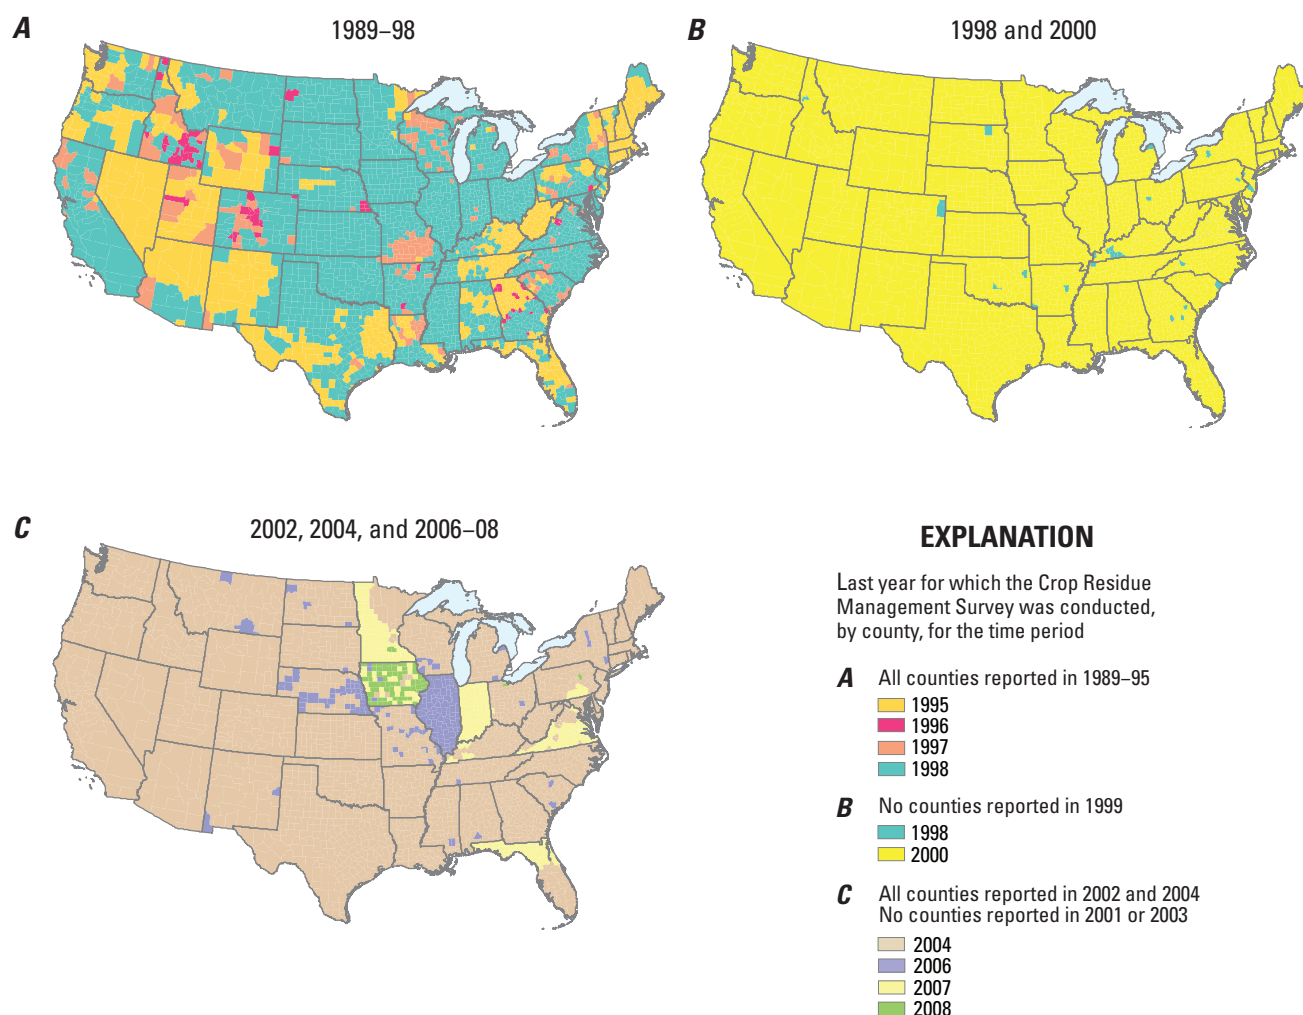 A
1989–98
B
1998 and 2000
C
2002, 2004, and 2006–08
EXPLANATION
Last year for which the Crop Residue
Management Survey was conducted,
by county, for the time period
A All counties reported in 1989–95
1995
1996
1997
1998
B No counties reported in 1999
1998
2000
C All counties reported in 2002 and 2004
No counties reported in 2001 or 2003
2004
2006
2007
2008